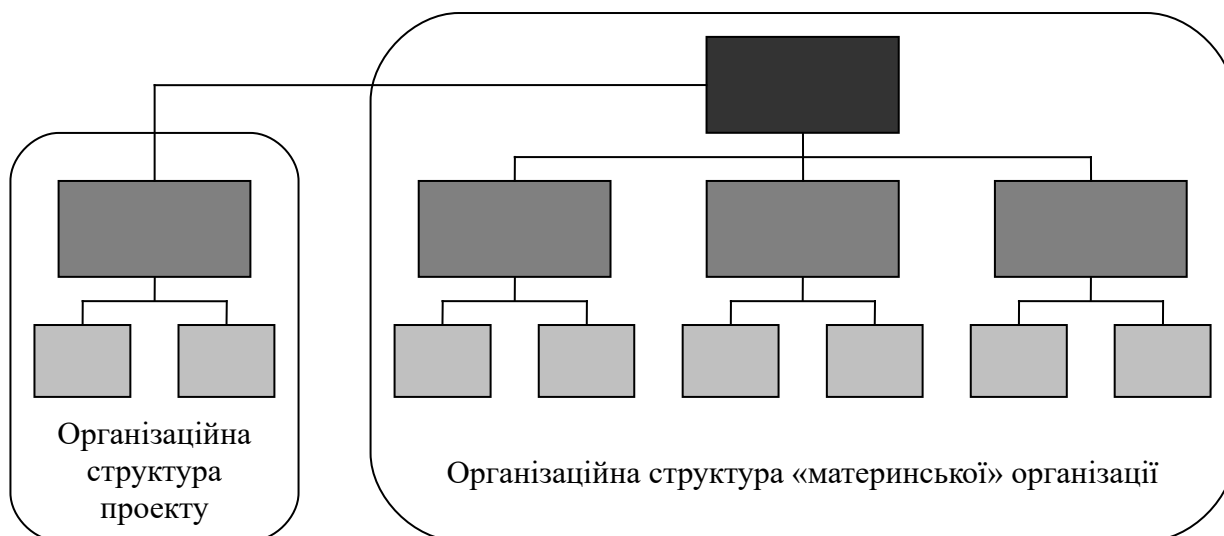 Організаційна
структура
проекту
Організаційна структура «материнської» організації